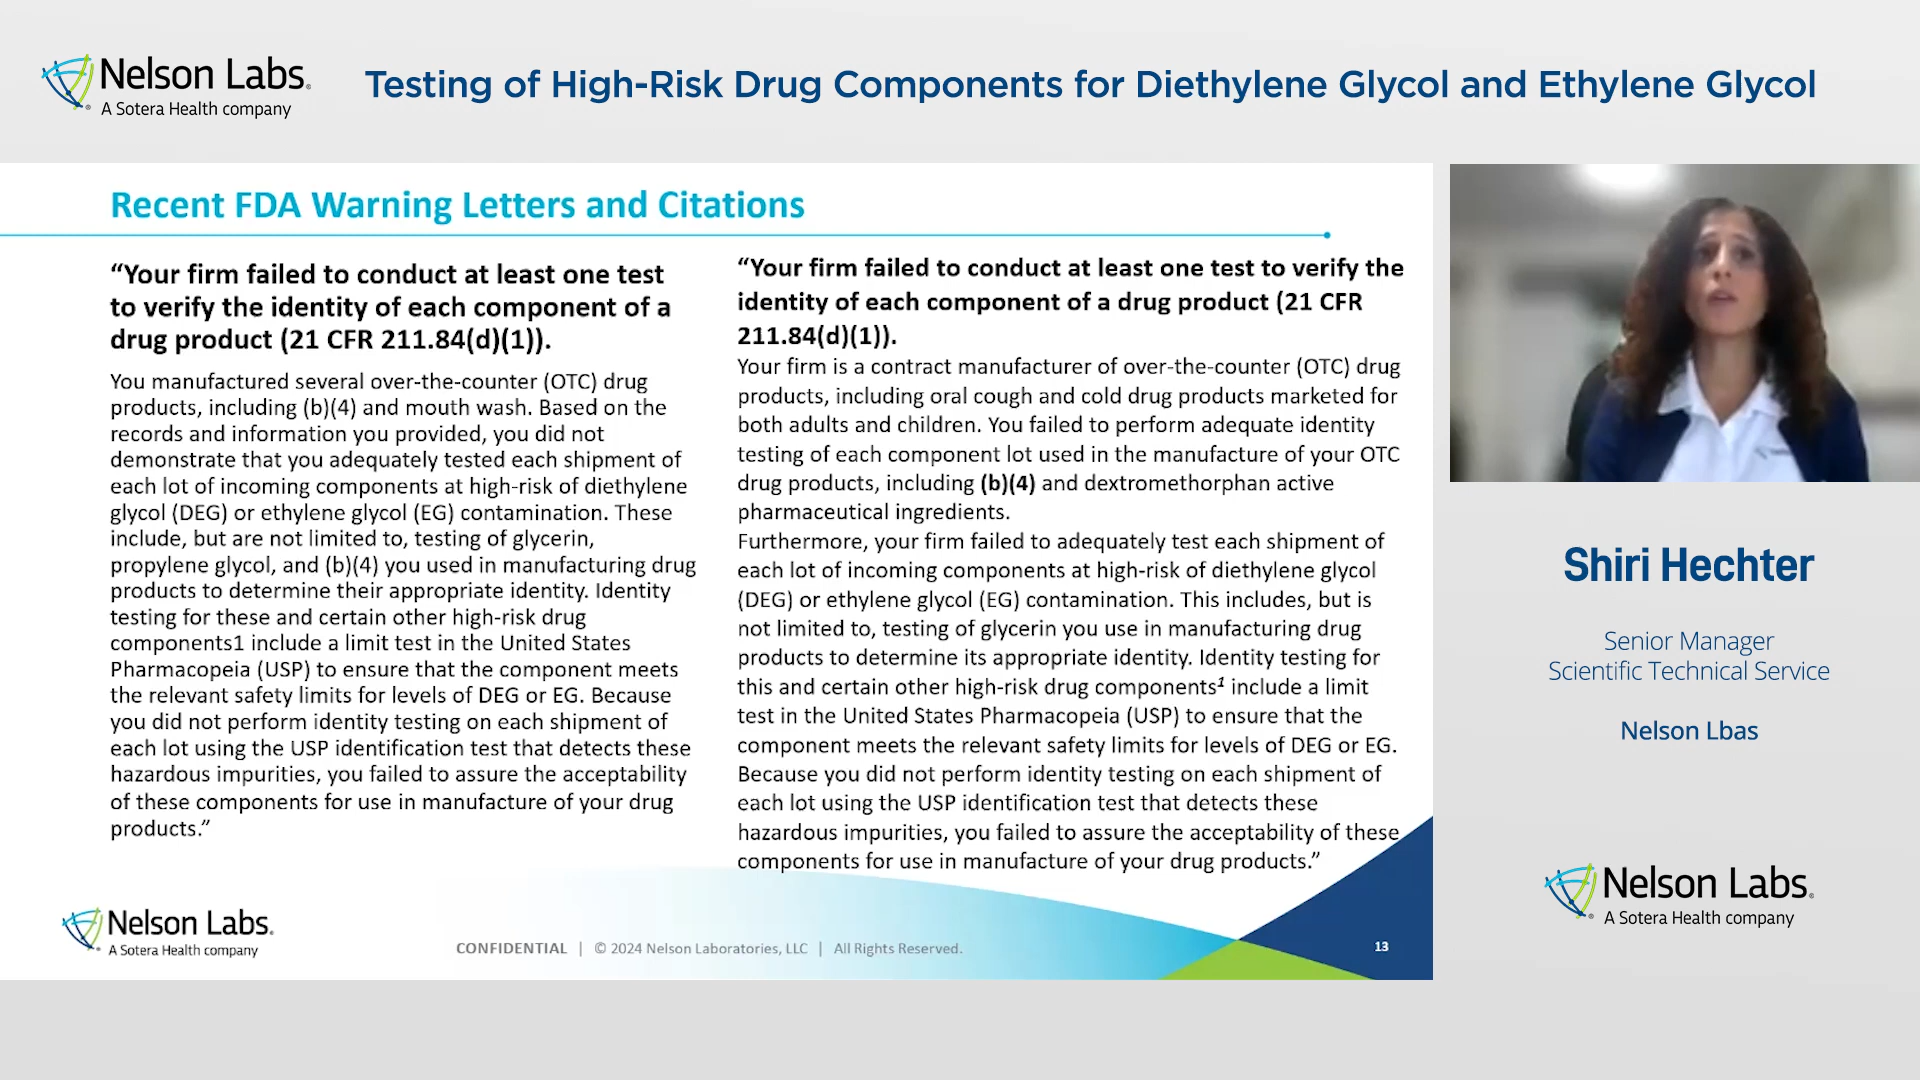 Nelson Labs®
A Sotera Health company
Testing of High-Risk Drug Components for Diethylene Glycol and Ethylene Glycol
Recent FDA Warning Letters and Citations
“Your firm failed to conduct at least one test
to verify the identity of each component of a
drug product (21 CFR 211.84(d)(1)).
You manufactured several over-the-counter (OTC) drug
products, including (b)(4) and mouth wash. Based on the
records and information you provided, you did not
demonstrate that you adequately tested each shipment of
each lot of incoming components at high-risk of diethylene
glycol (DEG) or ethylene glycol (EG) contamination. These
include, but are not limited to, testing of glycerin,
propylene glycol, and (b)(4) you used in manufacturing drug
products to determine their appropriate identity. Identity
testing for these and certain other high-risk drug
components1 include a limit test in the United States
Pharmacopeia (USP) to ensure that the component meets
the relevant safety limits for levels of DEG or EG. Because
you did not perform identity testing on each shipment of
each lot using the USP identification test that detects these
hazardous impurities, you failed to assure the acceptability
of these components for use in manufacture of your drug
products.”
“Your firm failed to conduct at least one test to verify the
identity of each component of a drug product (21 CFR
211.84(d)(1)).
Your firm is a contract manufacturer of over-the-counter (OTC) drug
products, including oral cough and cold drug products marketed for
both adults and children. You failed to perform adequate identity
testing of each component lot used in the manufacture of your OTC
drug products, including (b)(4) and dextromethorphan active
pharmaceutical ingredients.
Furthermore, your firm failed to adequately test each shipment of
each lot of incoming components at high-risk of diethylene glycol
(DEG) or ethylene glycol (EG) contamination. This includes, but is
not limited to, testing of glycerin you use in manufacturing drug
products to determine its appropriate identity. Identity testing for
this and certain other high-risk drug components¹ include a limit
test in the United States Pharmacopeia (USP) to ensure that the
component meets the relevant safety limits for levels of DEG or EG.
Because you did not perform identity testing on each shipment of
each lot using the USP identification test that detects these
hazardous impurities, you failed to assure the acceptability of these
components for use in manufacture of your drug products.”
Nelson Labs®
A Sotera Health company
CONFIDENTIAL | © 2024 Nelson Laboratories, LLC | All Rights Reserved.
13
Shiri Hechter
Senior Manager
Scientific Technical Service
Nelson Lbas
Nelson Labs®
A Sotera Health company